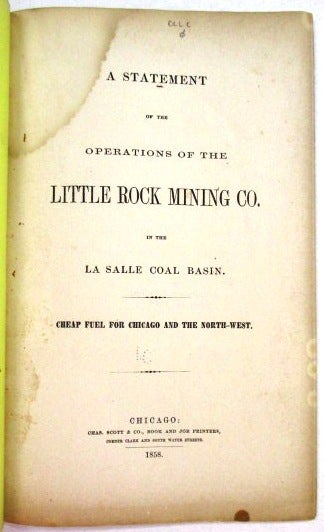 A STATEMENT
OF THE
OPERATIONS OF THE
LITTLE ROCK MINING CO.
IN THE
LA SALLE COAL BASIN.
CHEAP FUEL FOR CHICAGO AND THE NORTH-WEST.
CHICAGO:
CHAS. SCOTT & CO., BOOK AND JOB PRINTERS,
CORNER CLARK AND SOUTH WATER STREETS.
1858.